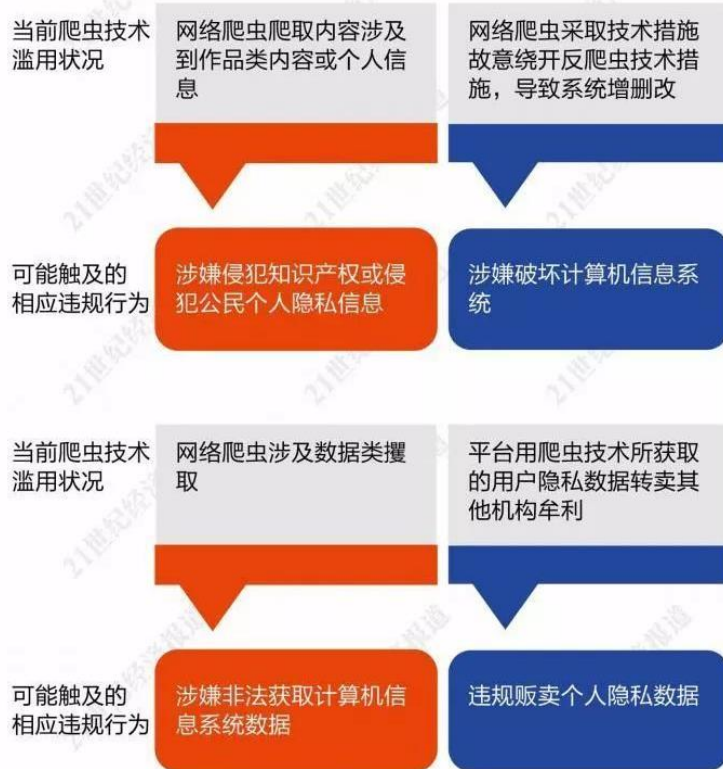 当前爬虫技术
滥用状况
网络爬虫爬取内容涉及
到作品类内容或个人信
息
网络爬虫采取技术措施
故意绕开反爬虫技术措
施，导致系统增删改
可能触及的
相应违规行为
涉嫌侵犯知识产权或侵
犯公民个人隐私信息
涉嫌破坏计算机信息系
统
当前爬虫技术
滥用状况
网络爬虫涉及数据类攫
取
平台用爬虫技术所获取
的用户隐私数据转卖其
他机构牟利
可能触及的
相应违规行为
涉嫌非法获取计算机信
息系统数据
违规贩卖个人隐私数据